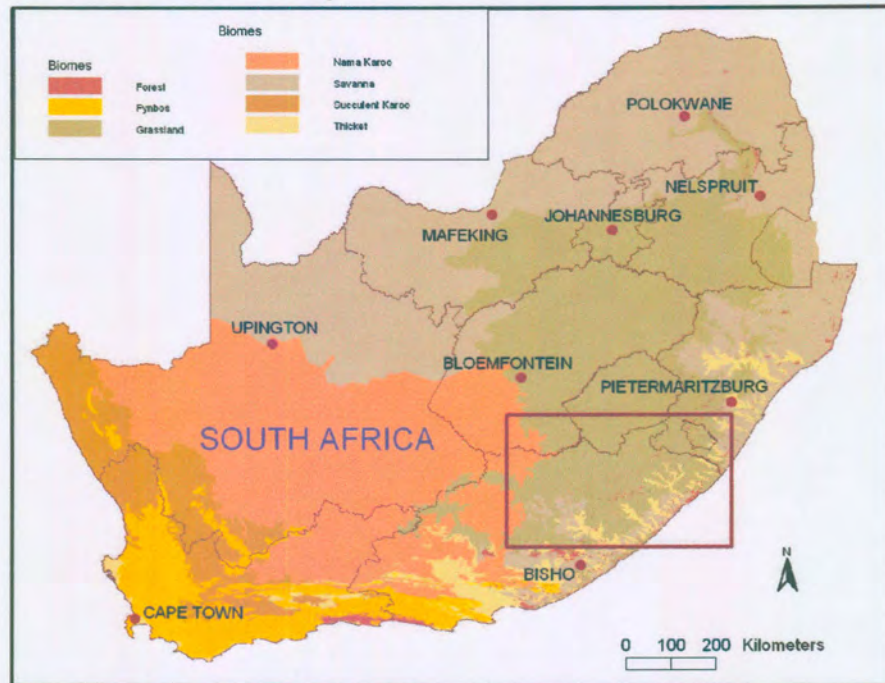 Biomes
Biomes
Forest
Fynbos
Grassland
Nama Karoo
Savanna
Succulent Karoo
Thicket
POLOKWANE
NELSPRUIT
JOHANNESBURG
MAFEKING
UPINGTON
BLOEMFONTEIN
PIETERMARITZBURG
SOUTH AFRICA
BISHO
N
CAPE TOWN
0 100 200 Kilometers